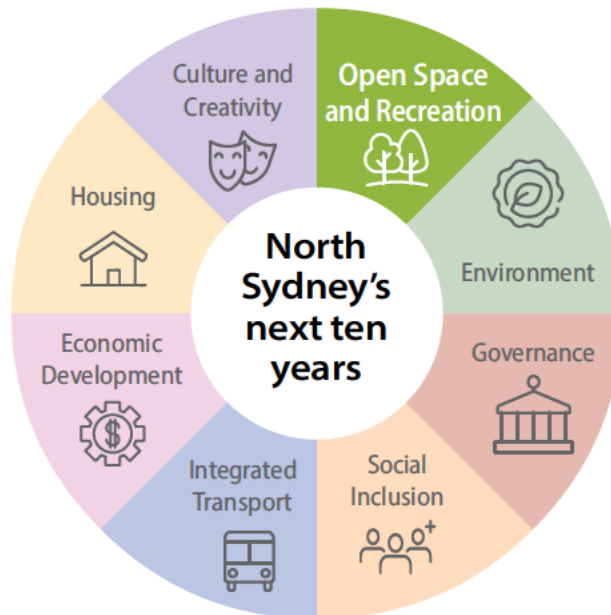 Culture and
Creativity
Open Space
and Recreation
Housing
Environment
North
Sydney's
next ten
years
Economic
Development
$
Governance
Integrated
Transport
Social
Inclusion